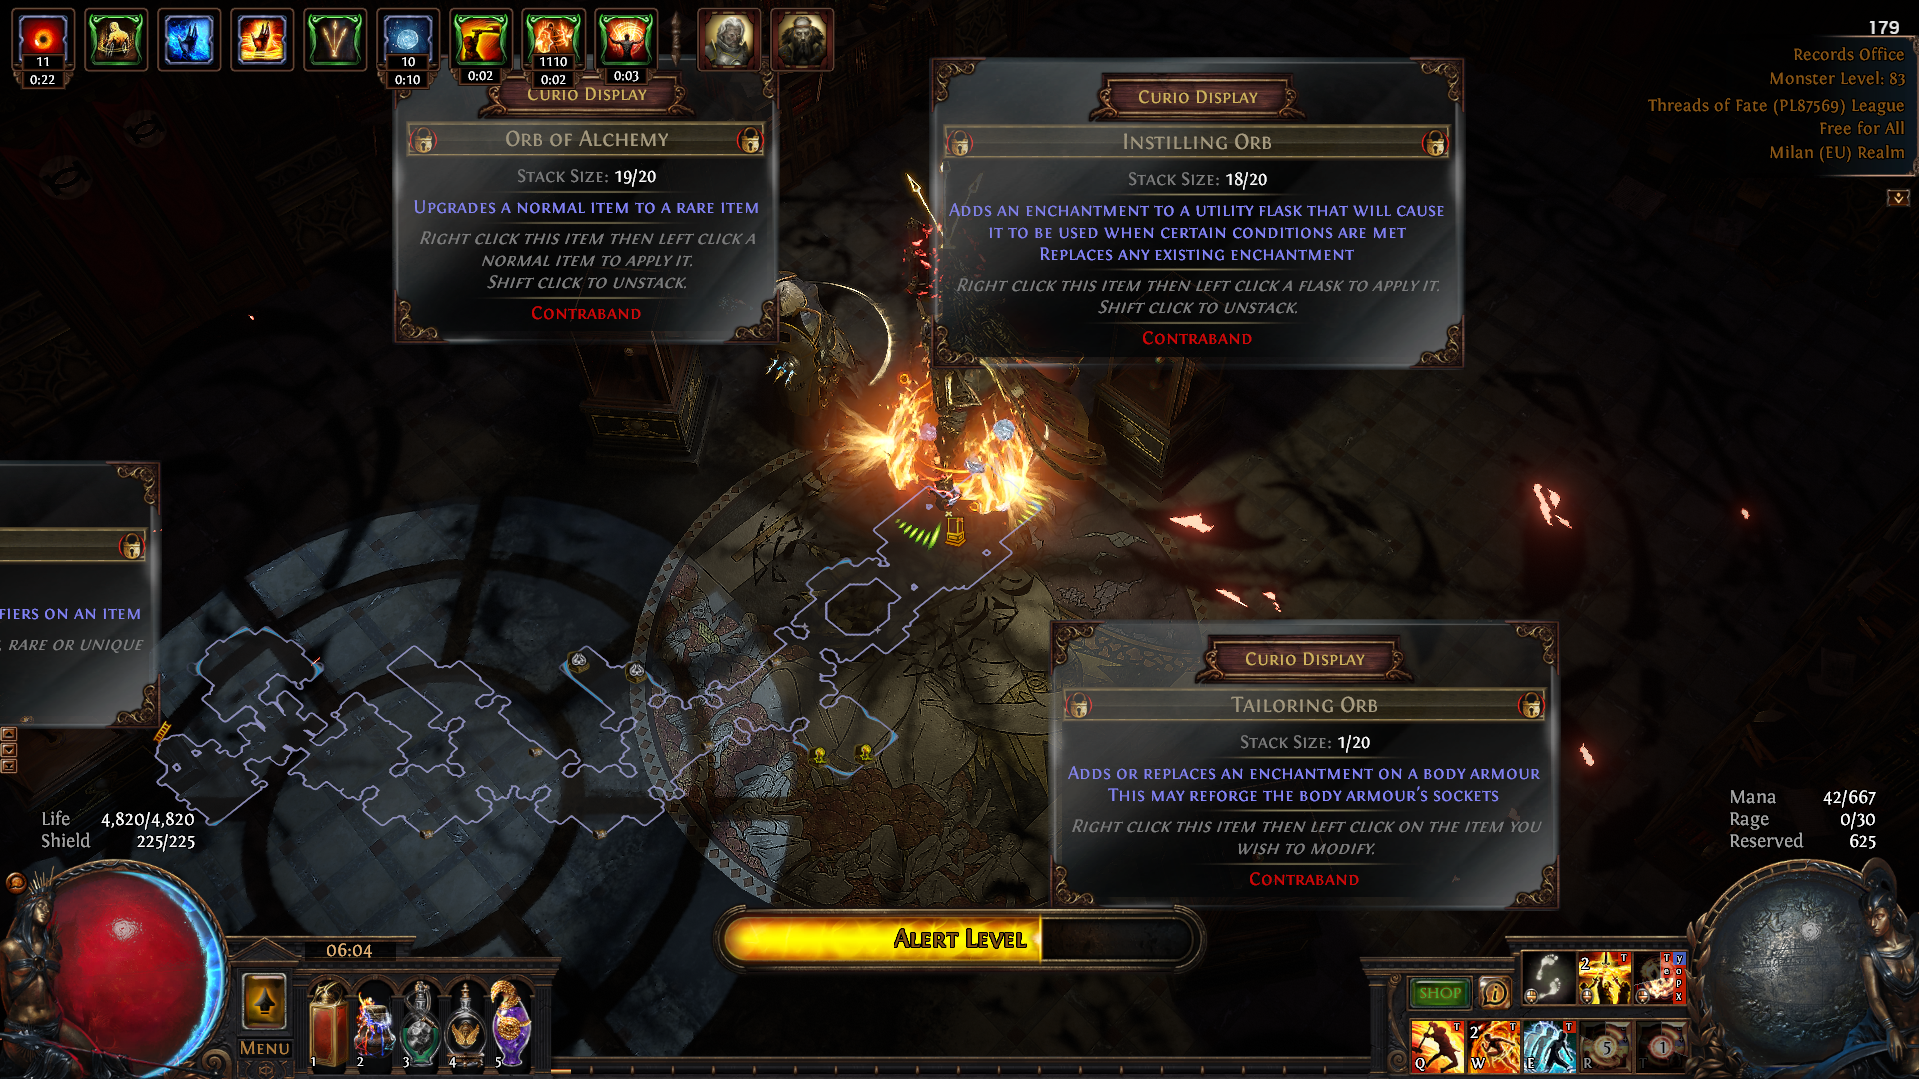 11
0:22
10
0:10
0:02
1110
0:02
0:03
179
Records Office
Monster Level: 83
Threads of Fate (PL87569) League
Free for All
Milan (EU) Realm
Curio Display
Orb of Alchemy
Stack Size: 19/20
Upgrades a normal item to a rare item
Right click this item then left click a
normal item to apply it.
Shift click to unstack.
Contraband
Curio Display
Instilling Orb
Stack Size: 18/20
Adds an enchantment to a utility flask that will cause
it to be used when certain conditions are met
Replaces any existing enchantment
Right click this item then left click a flask to apply it.
Shift click to unstack.
Contraband
fiers on an item
, rare or unique
Curio Display
Tailoring Orb
Stack Size: 1/20
Adds or replaces an enchantment on a body armour
This may reforge the body armour's sockets
Right click this item then left click on the item you
wish to modify.
Contraband
Life 4,820/4,820
Shield 225/225
Mana 42/667
Rage 0/30
Reserved 625
Alert Level
06:04
Menu
1 2 3 4 5
Shop
2 T
Q T
2 W T
E T
R 5
T 1